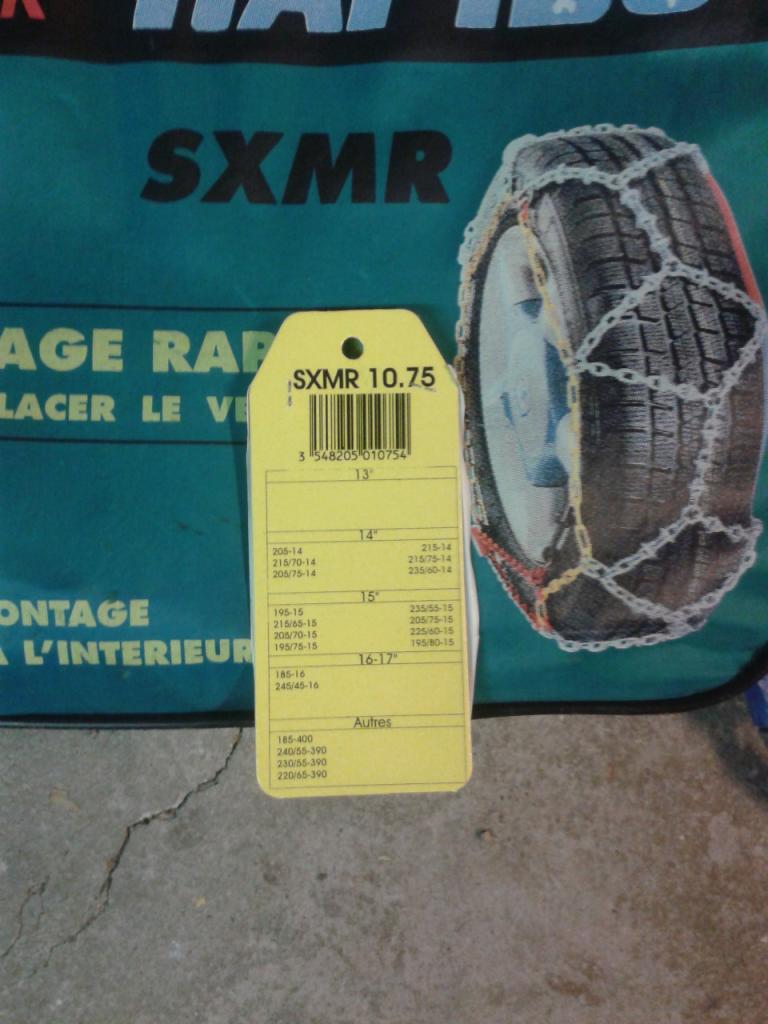 SXMR
AGE RAP
LACER LE VE
ONTAGE
A L'INTERIEUR
SXMR 10.75
3 548205 010754
13"
14"
205-14 215-14
215/70-14 215/75-14
205/75-14 235/60-14
15"
195-15 235/55-15
215/65-15 205/75-15
205/70-15 225/60-15
195/75-15 195/80-15
16-17"
185-16
245/45-16
Autres
185-400
240/55-390
230/55-390
220/65-390